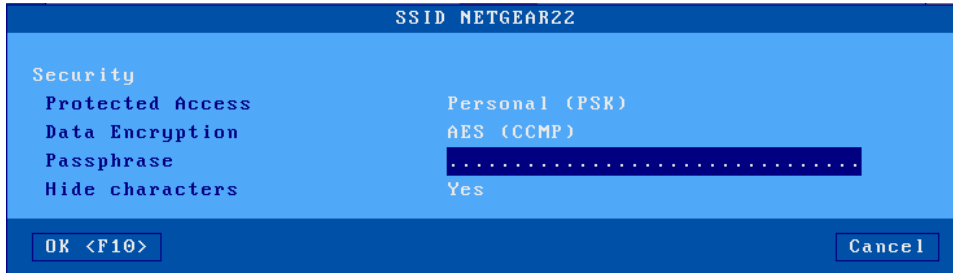 SSID NETGEAR22
Security
Protected Access Personal (PSK)
Data Encryption AES (CCMP)
Passphrase ................................
Hide characters Yes
OK <F10> Cancel